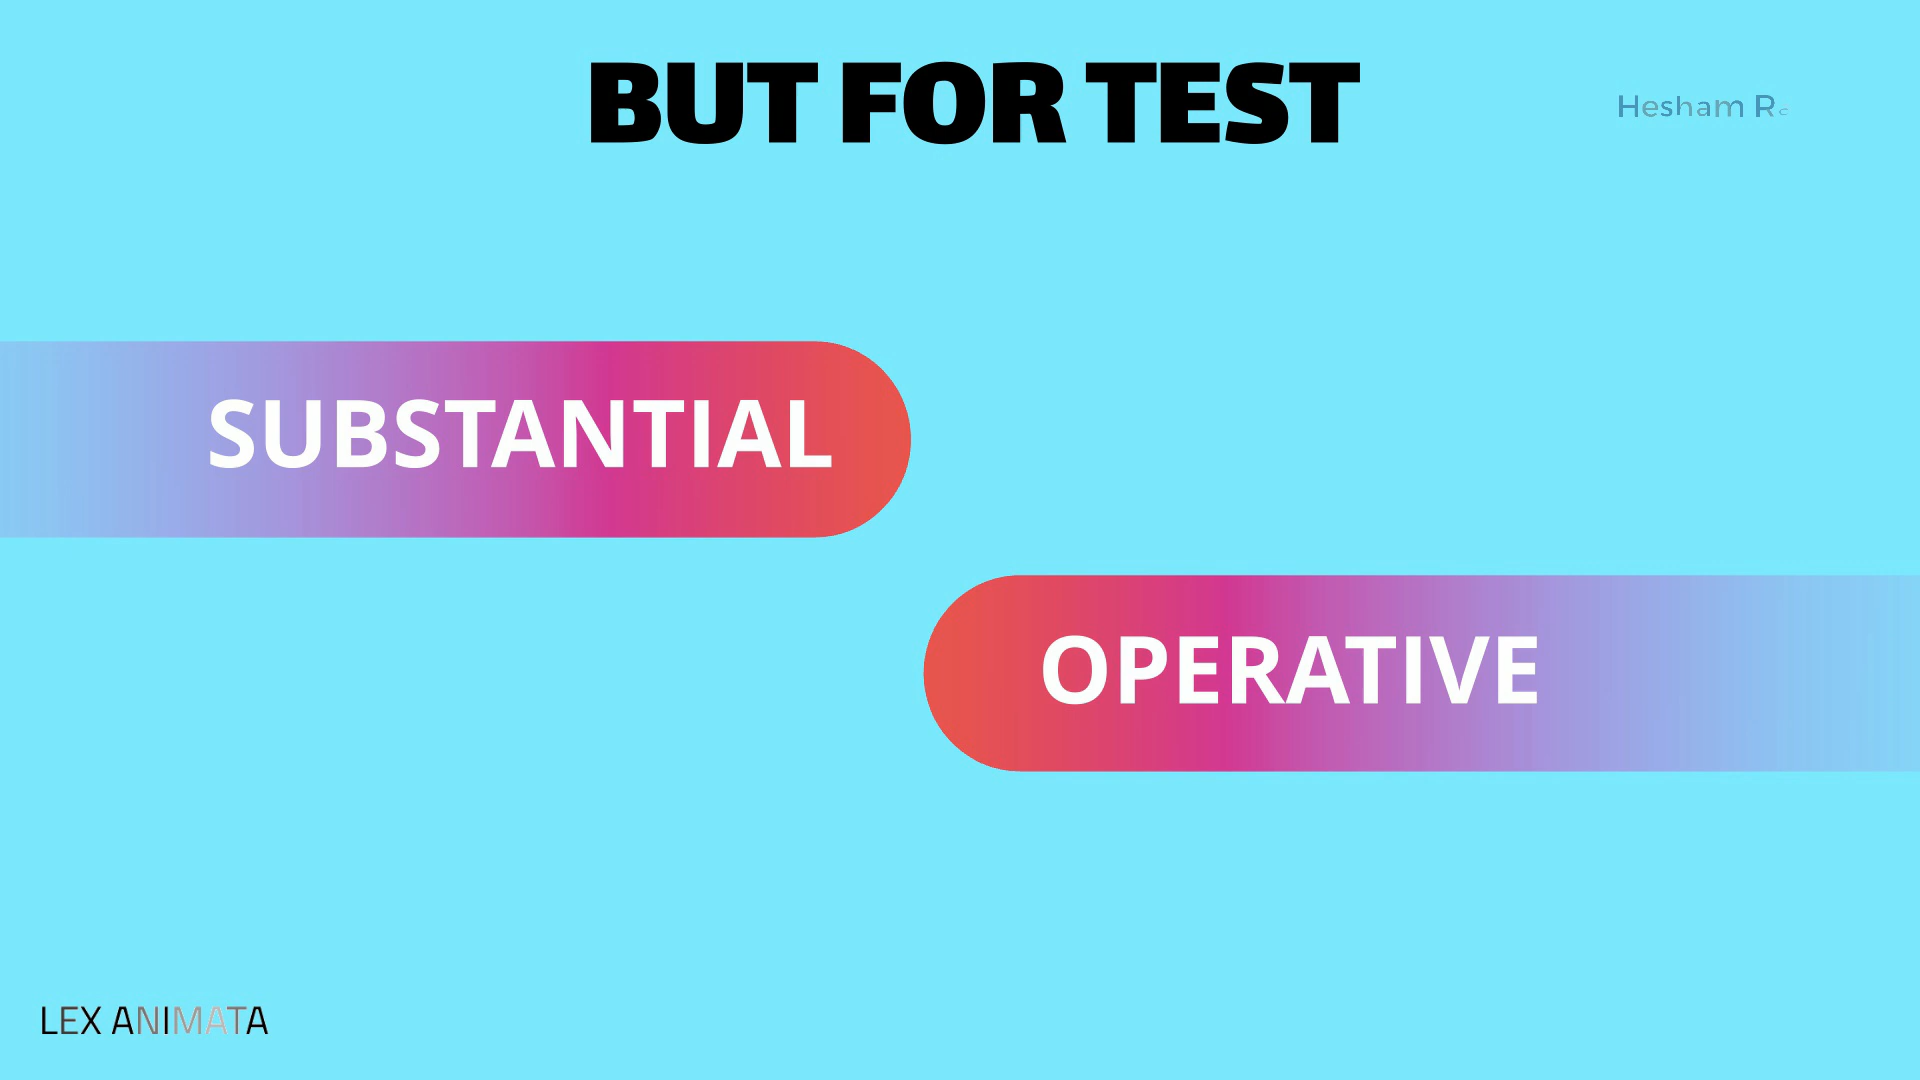 BUT FOR TEST
Hesham
SUBSTANTIAL
OPERATIVE
LEX ANIMATA